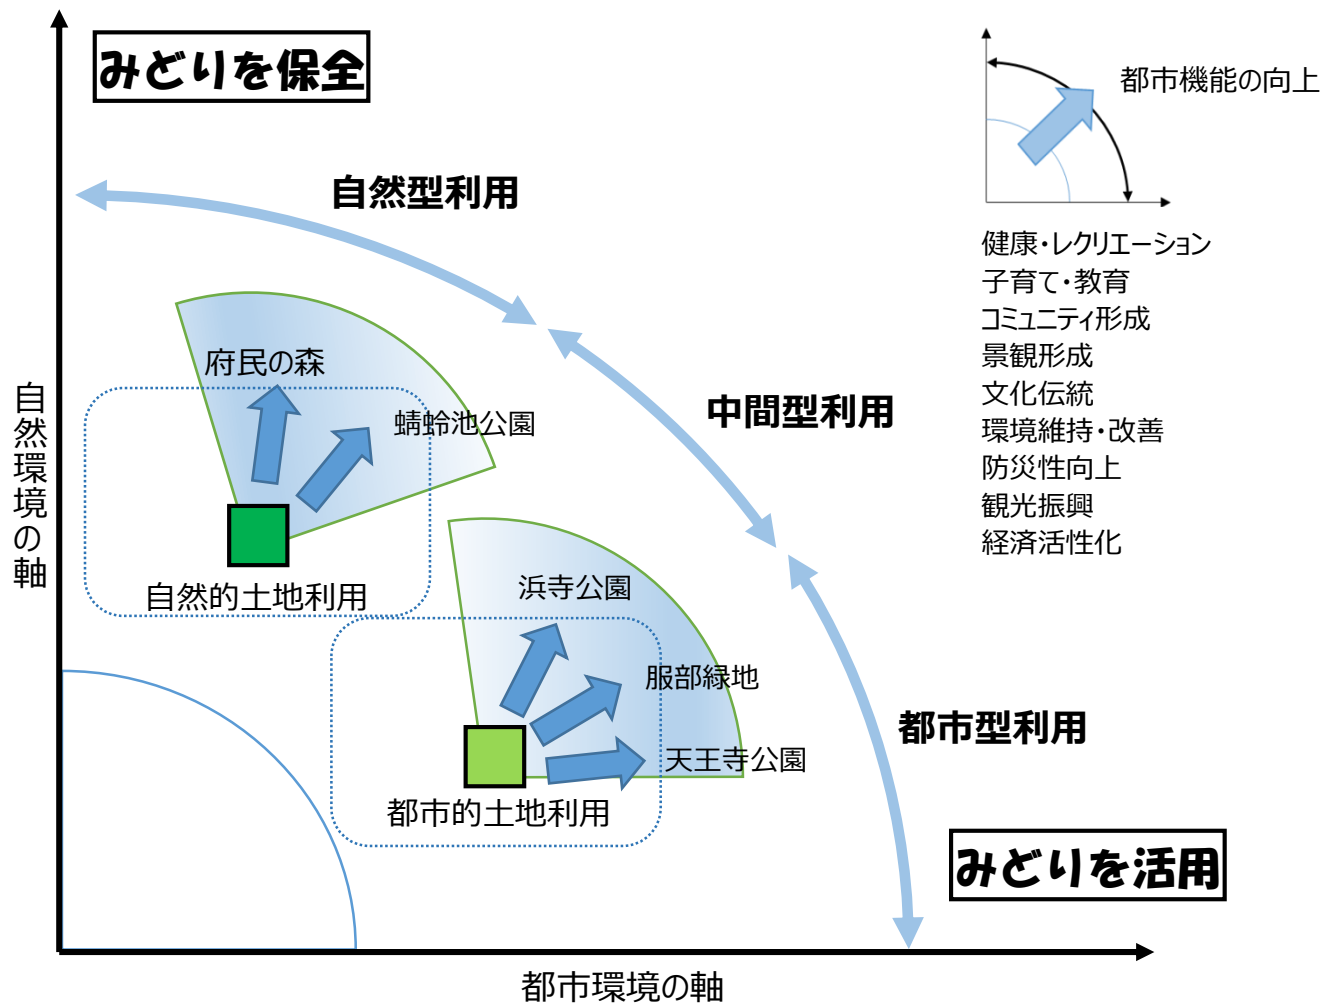 みどりを保全
都市機能の向上
自然型利用
健康・レクリエーション
子育て・教育
コミュニティ形成
景観形成
文化伝統
環境維持・改善
防災性向上
観光振興
経済活性化
府民の森
蜻蛉池公園
中間型利用
自然環境の軸
自然的土地利用
浜寺公園
服部緑地
天王寺公園
都市型利用
都市的土地利用
みどりを活用
都市環境の軸